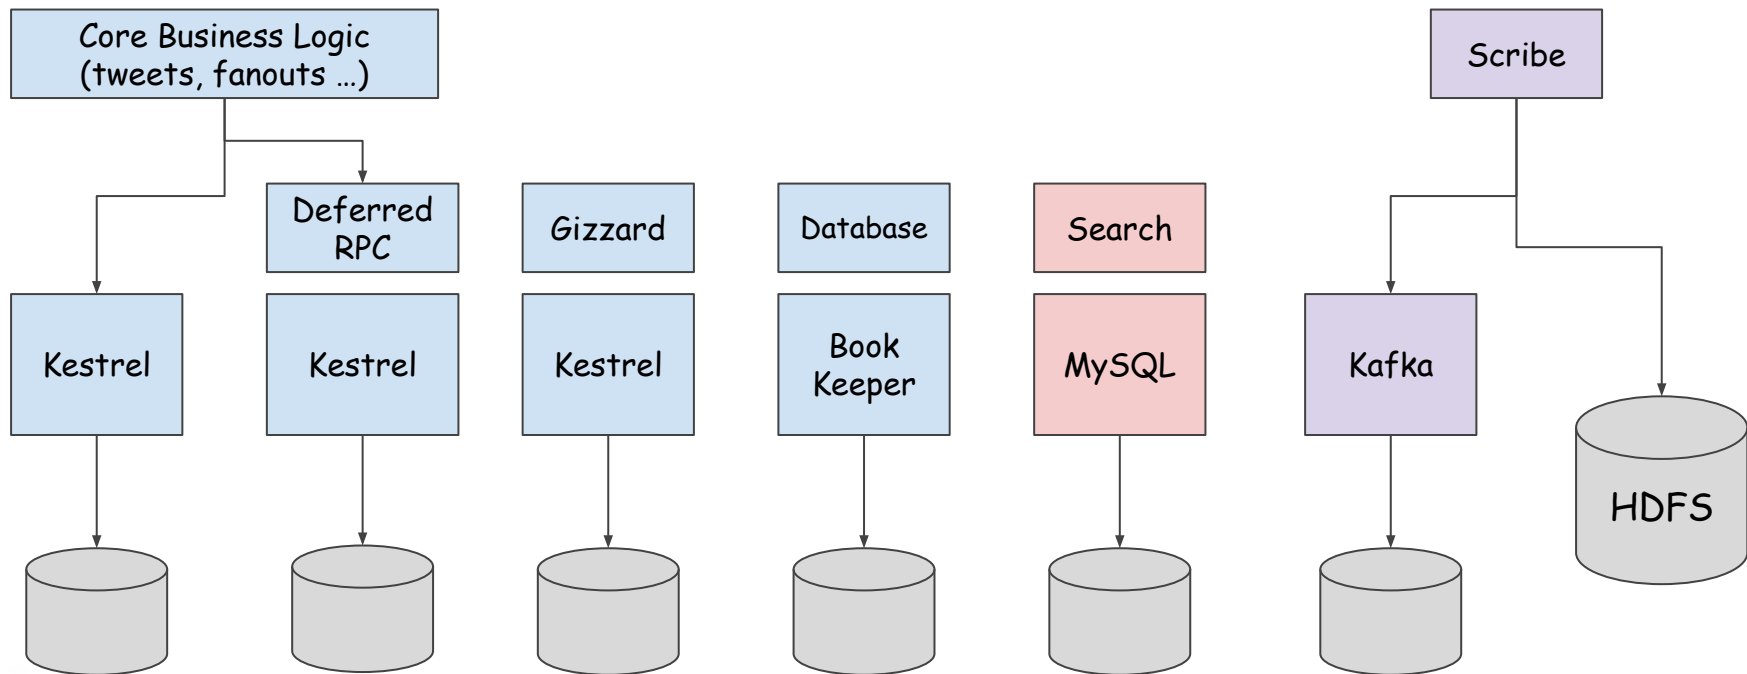 Core Business Logic
(tweets, fanouts ...)
Scribe
Deferred
RPC
Gizzard
Database
Search
Kestrel
Kestrel
Kestrel
Book
Keeper
MySQL
Kafka
HDFS